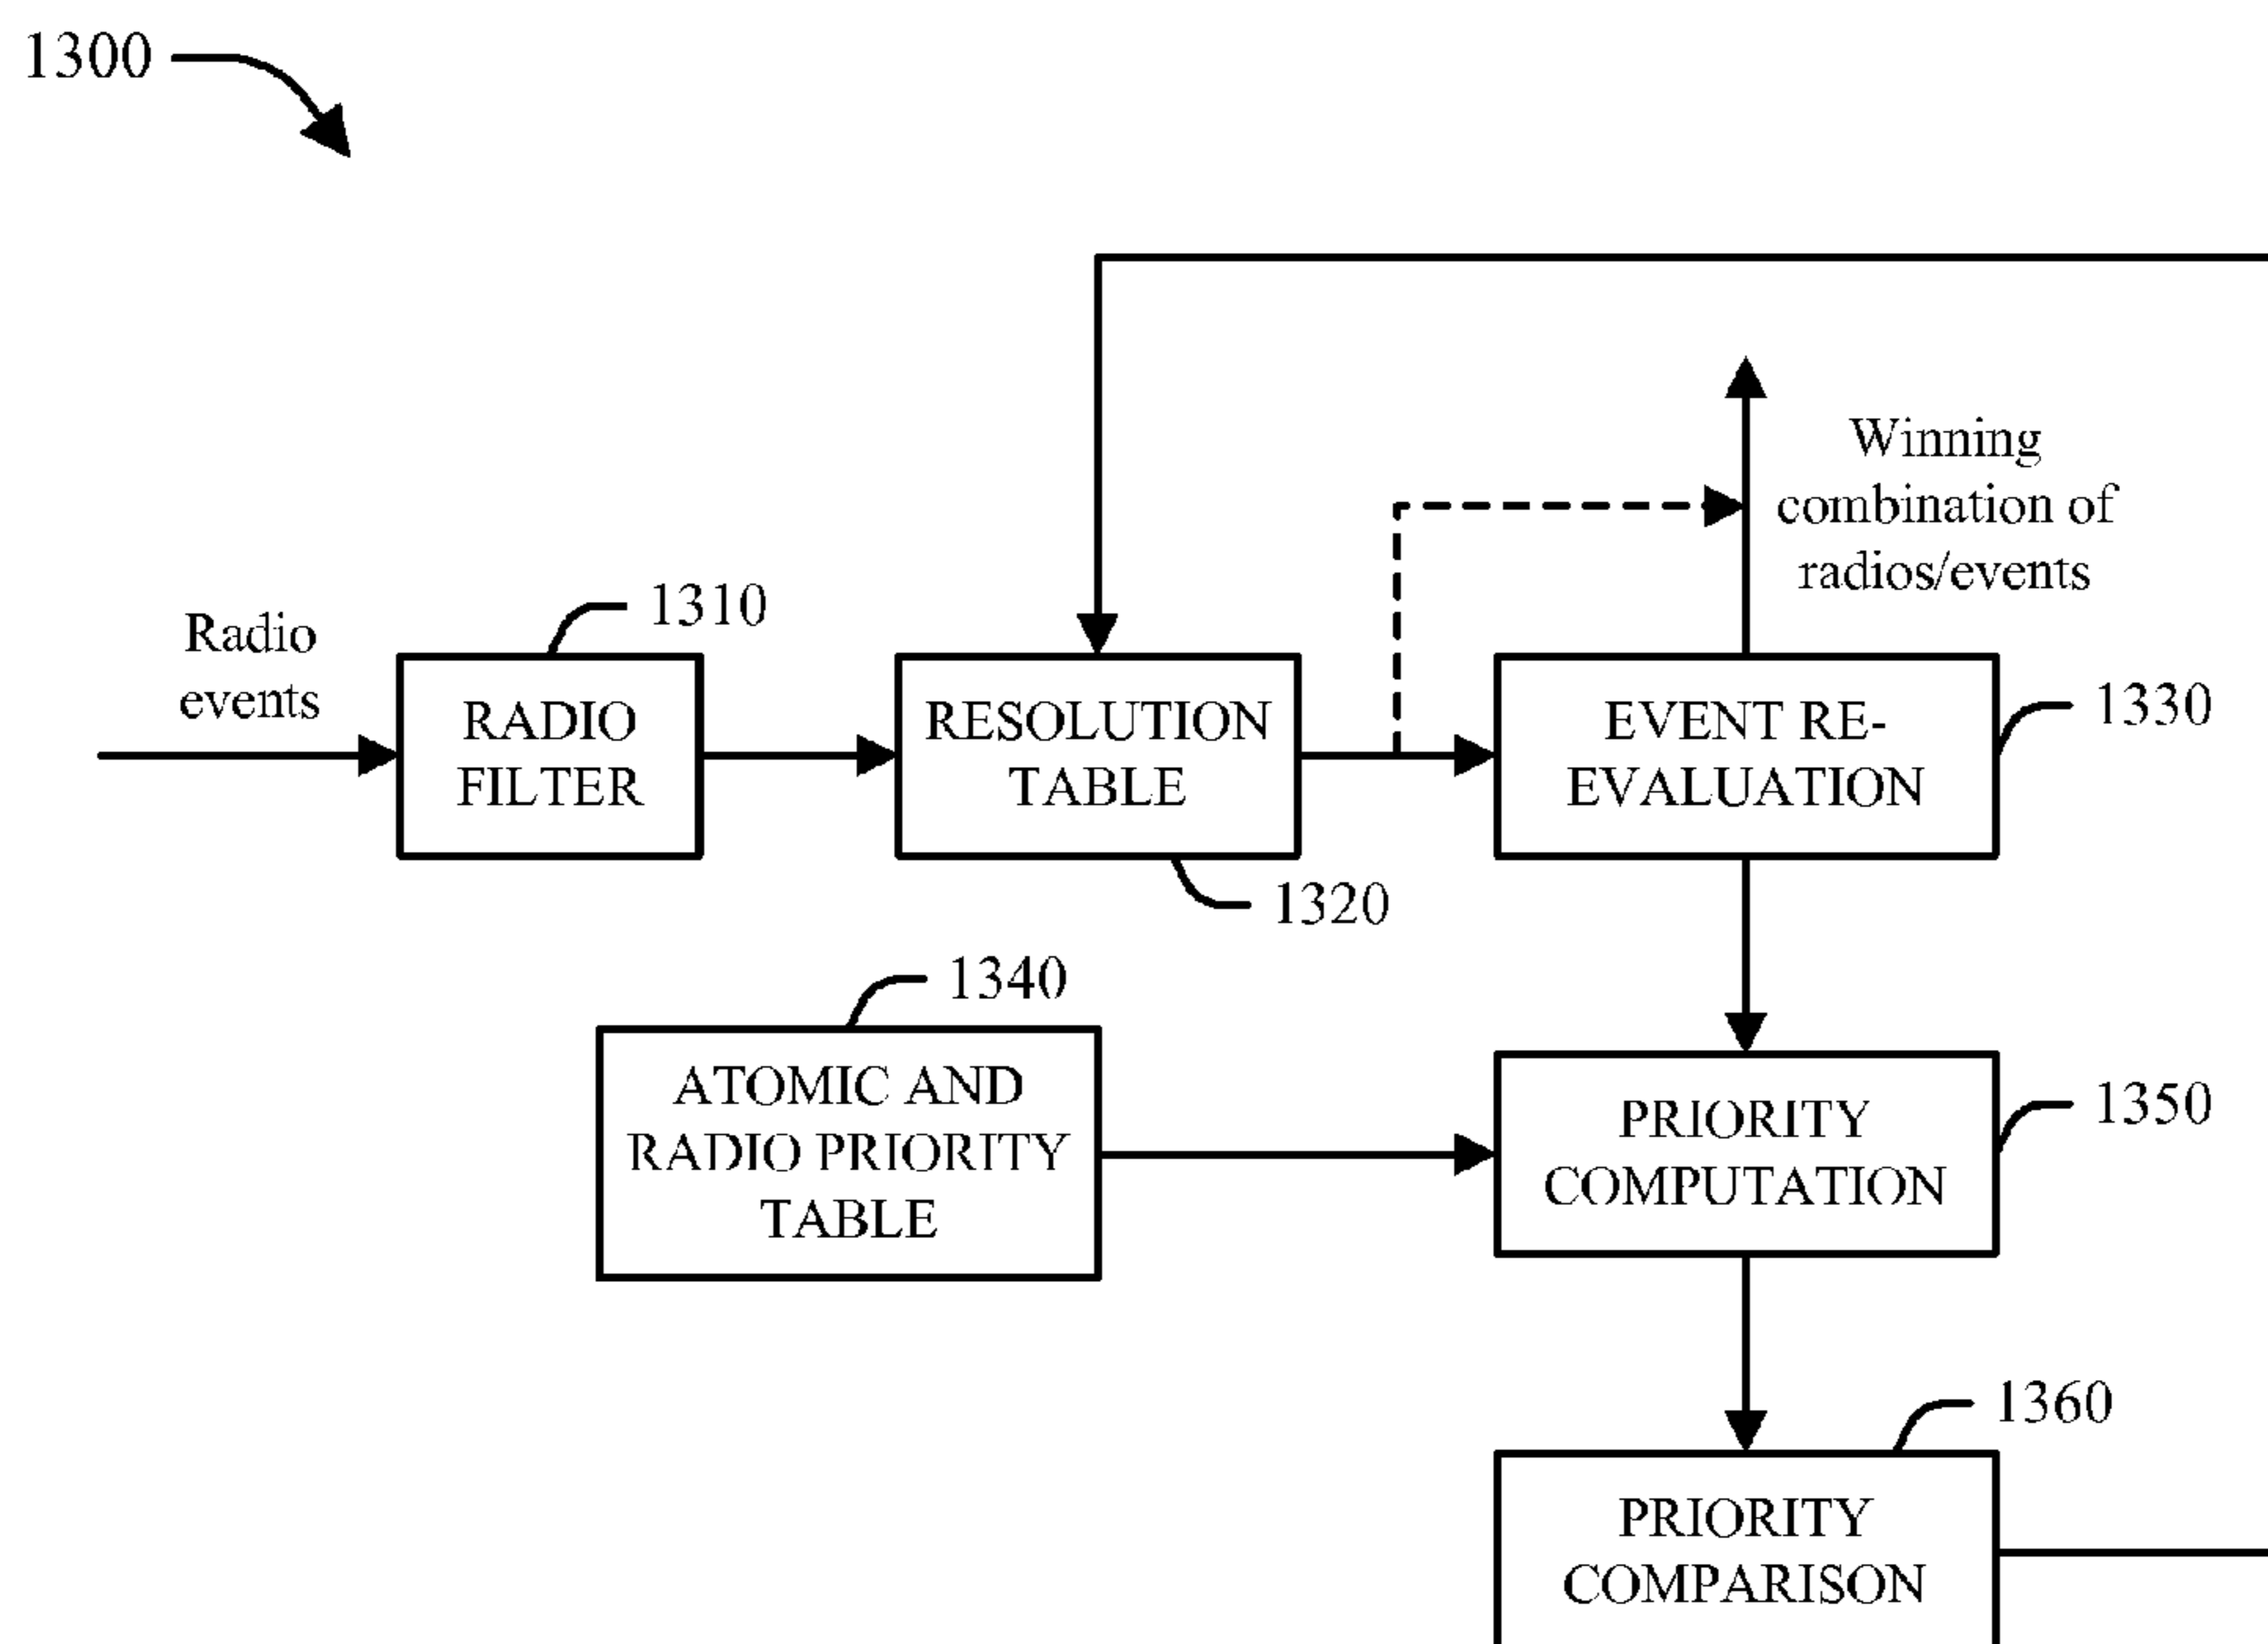 1300
Winning
combination of
radios/events
Radio
events
1310
RADIO
FILTER
RESOLUTION
TABLE
1320
EVENT RE-
EVALUATION
1330
1340
ATOMIC AND
RADIO PRIORITY
TABLE
PRIORITY
COMPUTATION
1350
1360
PRIORITY
COMPARISON